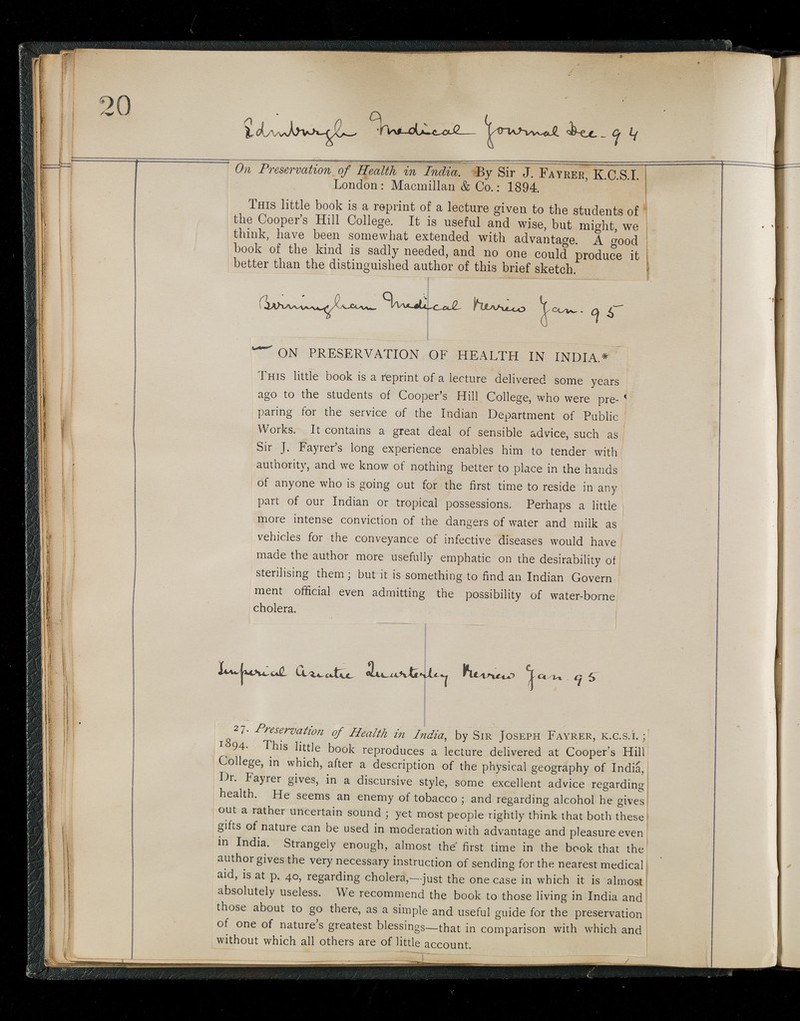 20
Edinburgh Medical Journal Dec. 94
On Preservation of Health in India. By Sir J. FAYRER, K.C.S.I.
London: Macmillan & Co.: 1894.
THIS little book is a reprint of a lecture given to the students of
the Cooper's Hill College. It is useful and wise, but might, we
think, have been somewhat extended with advantage. A good
book of the kind is sadly needed, and no one could produce it
better than the distinguished author of this brief sketch.
Birmingham Medical Review Jan. 95
ON PRESERVATION OF HEALTH IN INDIA.*
THIS little book is a reprint of a lecture delivered some years
ago to the students of Cooper's Hill College, who were pre-
paring for the service of the Indian Department of Public
Works. It contains a great deal of sensible advice, such as
Sir J. Fayrer's long experience enables him to tender with
authority, and we know of nothing better to place in the hands
of anyone who is going out for the first time to reside in any
part of our Indian or tropical possessions. Perhaps a little
more intense conviction of the dangers of water and milk as
vehicles for the conveyance of infective diseases would have
made the author more usefully emphatic on the desirability of
sterilising them; but it is something to find an Indian Govern
ment official even admitting the possibility of water-borne
cholera.
Imperial Asiatic Quarterley Review Jan 95
27. Preservation of Health in India, by SIR JOSEPH FAYRER, K.C.S.I.;
1894. This little book reproduces a lecture delivered at Cooper's Hill
College, in which, after a description of the physical geography of India,
Dr. Fayrer gives, in a discursive style, some excellent advice regarding
health. He seems an enemy of tobacco; and regarding alcohol he gives
out a rather uncertain sound; yet most people rightly think that both these
gifts of nature can be used in moderation with advantage and pleasure even
in India. Strangely enough, almost the first time in the book that the
author gives the very necessary instruction of sending for the nearest medical
aid, is at p. 40, regarding cholera,—just the one case in which it is almost
absolutely useless. We recommend the book to those living in India and
those about to go there, as a simple and useful guide for the preservation
of one of nature's greatest blessings—that in comparison with which and
without which all others are of little account.